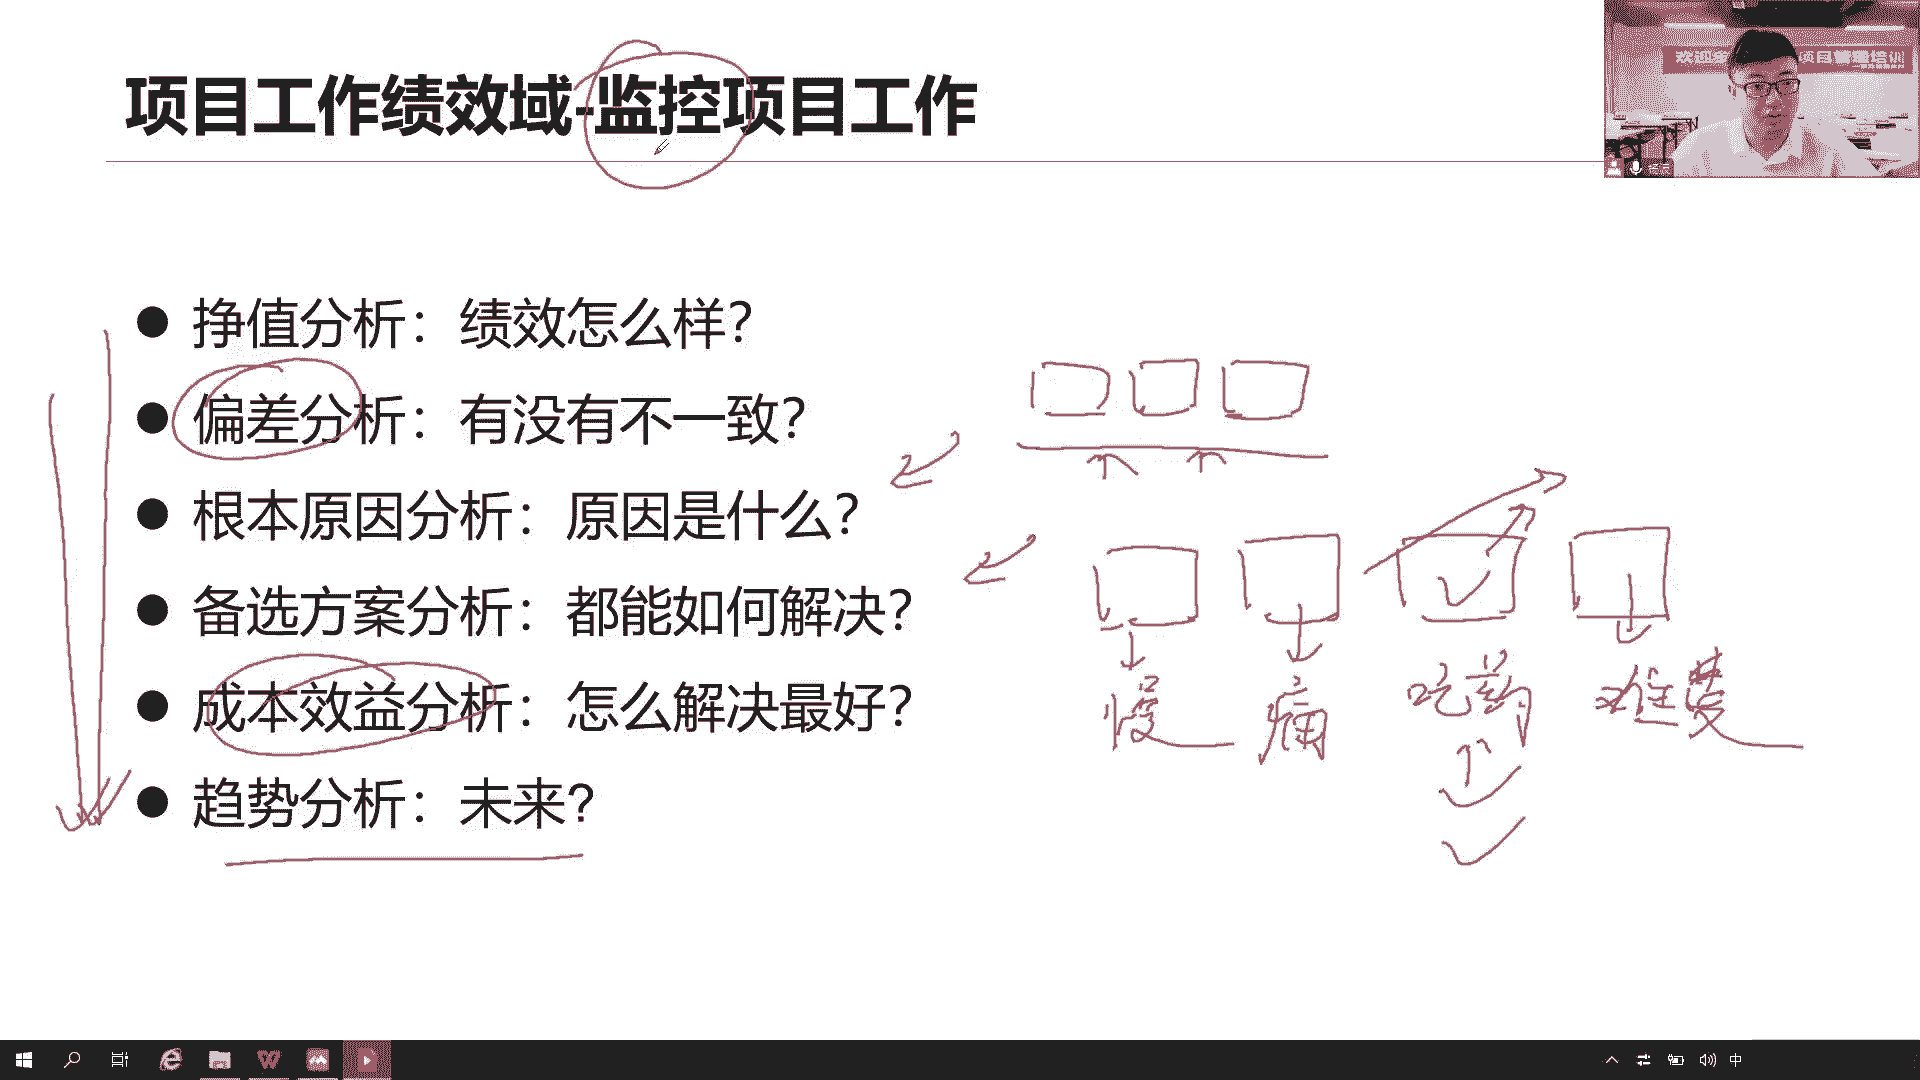 项目工作绩效域-监控项目工作
● 挣值分析：绩效怎么样？
● 偏差分析：有没有不一致？
● 根本原因分析：原因是什么？
● 备选方案分析：都能如何解决？
● 成本效益分析：怎么解决最好？
● 趋势分析：未来？
慢 痛 吃药 难受
项目管理培训
中